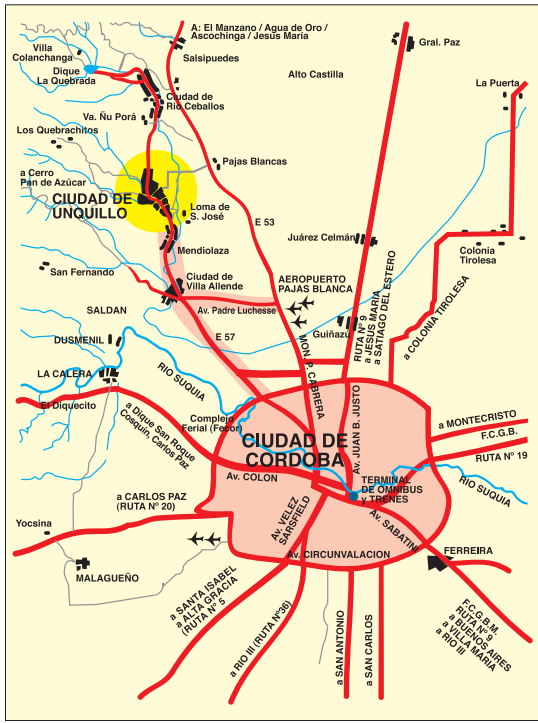 A: El Manzano / Agua de Oro /
Ascochinga / Jesús María
Villa
Colanchanga
Gral. Paz
Salsipuedes
Dique
La Quebrada
Alto Castilla
La Puerta
Ciudad de
Río Ceballos
Va. Ñu Porá
Los Quebrachitos
Pajas Blancas
a Cerro
Pan de Azúcar
CIUDAD DE
UNQUILLO
Loma de
S. José
E 53
Juárez Celmán
Mendiolaza
Colonia
Tirolesa
San Fernando
Ciudad de
Villa Allende
AEROPUERTO
PAJAS BLANCA
RUTA Nº 9
a JESUS MARIA
a SANTIAGO DEL ESTERO
a COLONIA TIROLESA
SALDAN
Av. Padre Luchesse
Guiñazú
DUSMENIL
E 57
MON. P. CABRERA
LA CALERA
RIO SUQUIA
El Diquecito
a Dique San Roque
Cosquín, Carlos Paz
Complejo
Ferial (Fecor)
Av. JUAN B. JUSTO
a MONTECRISTO
F.C.G.B.
CIUDAD DE
CORDOBA
RUTA Nº 19
Av. COLON
TERMINAL
DE OMNIBUS
y TRENES
RIO SUQUIA
a CARLOS PAZ
(RUTA Nº 20)
Av. VELEZ
SARSFIELD
Av. SABATINI
Yocsina
Av. CIRCUNVALACION
FERREIRA
MALAGUEÑO
a SANTA ISABEL
a ALTA GRACIA
(RUTA Nº 5
a RIO III (RUTA Nº36)
a SAN ANTONIO
a SAN CARLOS
F.C.G.B.M.
RUTA Nº 9
a BUENOS AIRES
a VILLA MARIA
a RIO III